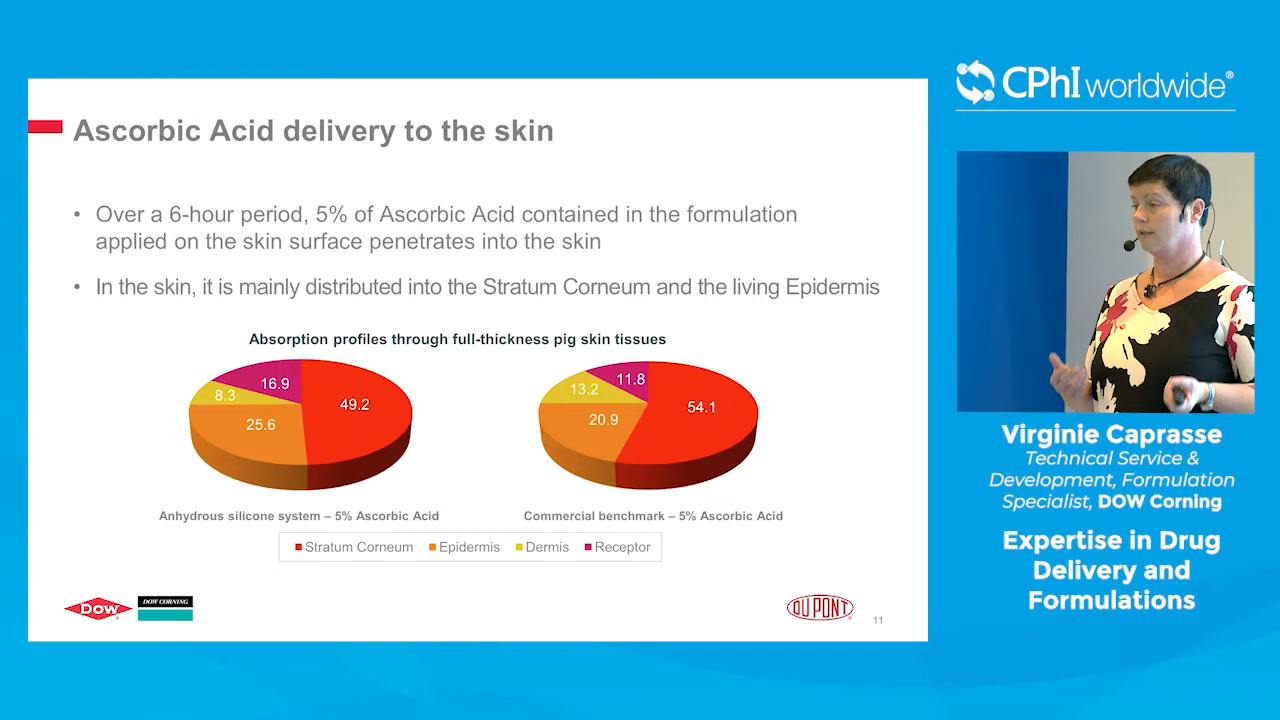 Ascorbic Acid delivery to the skin
• Over a 6-hour period, 5% of Ascorbic Acid contained in the formulation
applied on the skin surface penetrates into the skin
• In the skin, it is mainly distributed into the Stratum Corneum and the living Epidermis
Absorption profiles through full-thickness pig skin tissues
16.9
8.3
49.2
25.6
11.8
13.2
54.1
20.9
Anhydrous silicone system – 5% Ascorbic Acid
Commercial benchmark – 5% Ascorbic Acid
Stratum Corneum Epidermis Dermis Receptor
DOW ®
DOW CORNING
DU PONT ®
11
CPhI worldwide®
Virginie Caprasse
Technical Service &
Development, Formulation
Specialist, DOW Corning
Expertise in Drug
Delivery and
Formulations